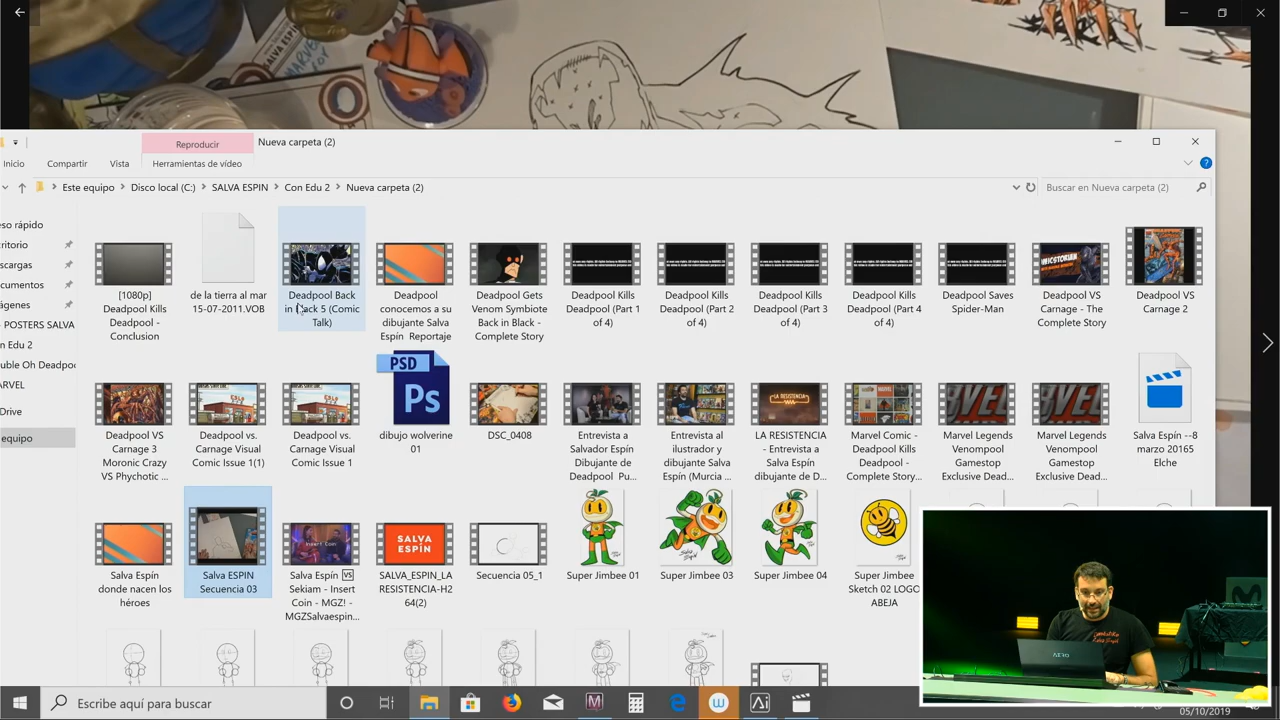 MARVEL
Reproducir
Nueva carpeta (2)
Inicio
Compartir
Vista
Herramientas de vídeo
Este equipo
Disco local (C:)
SALVA ESPIN
Con Edu 2
Nueva carpeta (2)
Buscar en Nueva carpeta (2)
eso rápido
critorio
scargas
cumentos
ágenes
- POSTERS SALVA
n Edu 2
uble Oh Deadpoo
ARVEL
Drive
equipo
[1080p]
Deadpool Kills
Deadpool -
Conclusion
de la tierra al mar
15-07-2011.VOB
Deadpool Back
in Black 5 (Comic
Talk)
Deadpool
conocemos a su
dibujante Salva
Espín Reportaje
Deadpool Gets
Venom Symbiote
Back in Black -
Complete Story
Deadpool Kills
Deadpool (Part 1
of 4)
Deadpool Kills
Deadpool (Part 2
of 4)
Deadpool Kills
Deadpool (Part 3
of 4)
Deadpool Kills
Deadpool (Part 4
of 4)
Deadpool Saves
Spider-Man
Deadpool VS
Carnage - The
Complete Story
Deadpool VS
Carnage 2
Deadpool VS
Carnage 3
Moronic Crazy
VS Phychotic ...
Deadpool vs.
Carnage Visual
Comic Issue 1(1)
Deadpool vs.
Carnage Visual
Comic Issue 1
PSD
Ps
dibujo wolverine
01
DSC_0408
Entrevista a
Salvador Espín
Dibujante de
Deadpool Pu...
Entrevista al
ilustrador y
dibujante Salva
Espín (Murcia ...
LA RESISTENCIA
LA RESISTENCIA
- Entrevista a
Salva Espín
dibujante de D...
Marvel Comic -
Deadpool Kills
Deadpool -
Complete Story...
Marvel Legends
Venompool
Gamestop
Exclusive Dead...
Marvel Legends
Venompool
Gamestop
Exclusive Dead...
Salva Espín --8
marzo 20165
Elche
Salva Espín
donde nacen los
héroes
Salva ESPIN
Secuencia 03
Insert Coin
Salva Espín 🆚
Sekiam - Insert
Coin - MGZ! -
MGZSalvaespin...
SALVA
ESPÍN
SALVA_ESPIN_LA
RESISTENCIA-H2
64(2)
Secuencia 05_1
Super Jimbee 01
Super Jimbee 03
Super Jimbee 04
Super Jimbee
Sketch 02 LOGO
ABEJA
AERO
Escribe aquí para buscar
05/10/2019